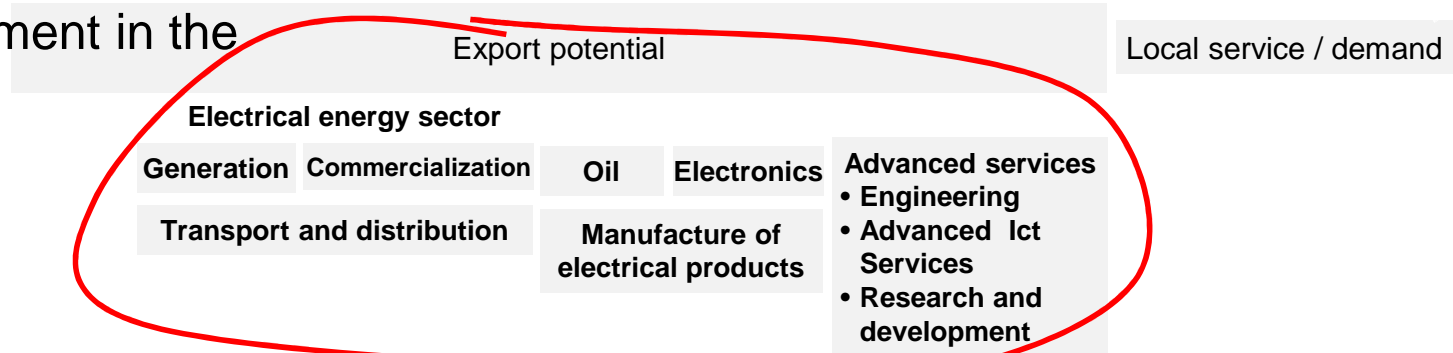 ment in the
Export potential
Local service / demand
Electrical energy sector
Generation
Commercialization
Oil
Electronics
Transport and distribution
Manufacture of
electrical products
Advanced services
• Engineering
• Advanced Ict
Services
• Research and
development